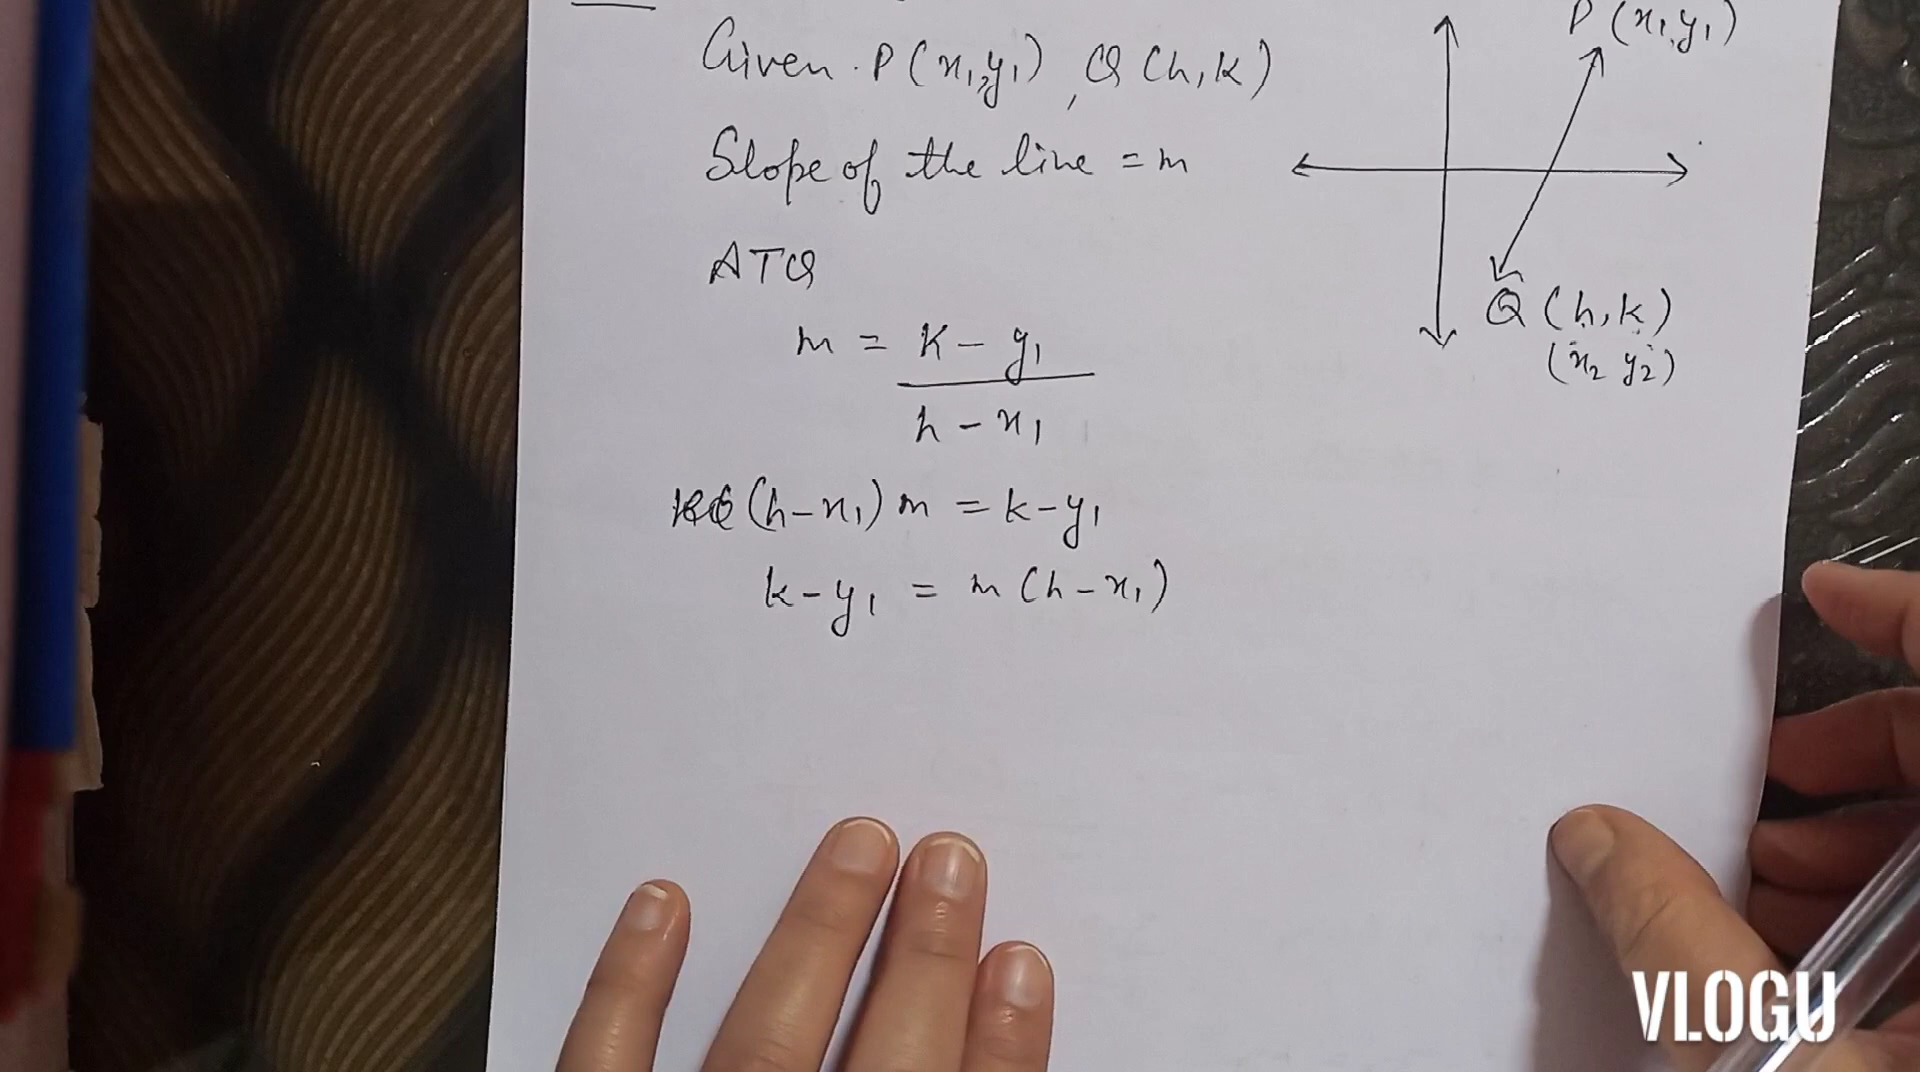 Given. P(x₁,y₁), Q(h,k)
Slope of the line = m
ATQ
m = k - y₁
h - x₁
(h-x₁)m = k-y₁
k-y₁ = m(h-x₁)
P(x₁,y₁)
Q(h,k)
(x₂ y₂)
VLOGU